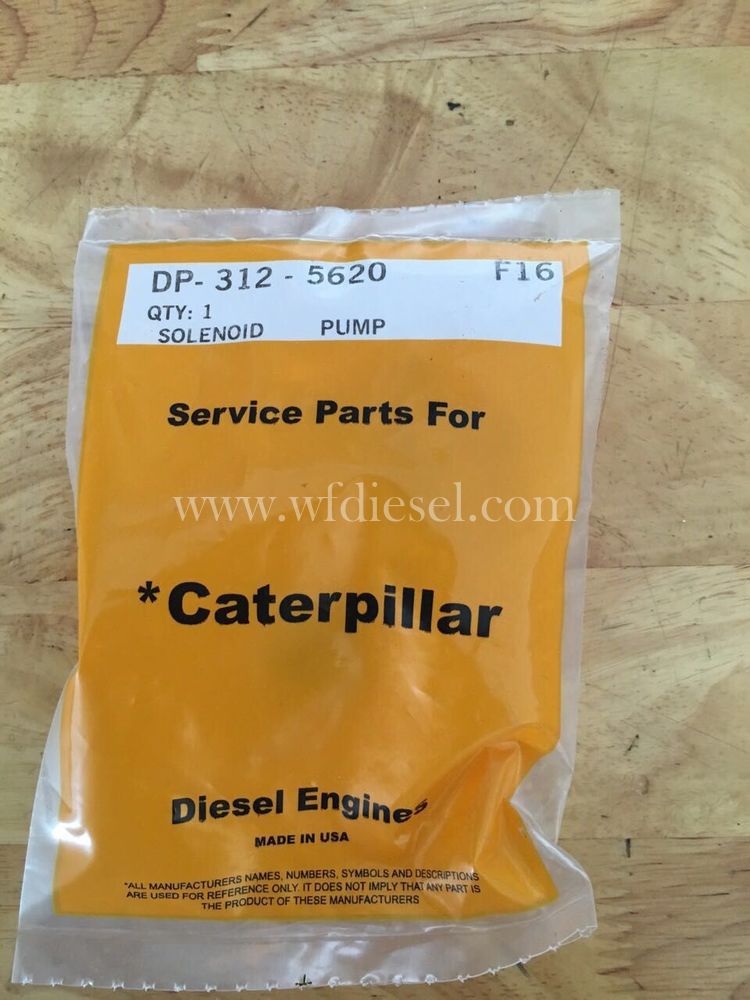 DP- 312 - 5620 F16
QTY: 1
SOLENOID PUMP
Service Parts For
www.wfdiesel.com
*Caterpillar
Diesel Engines
MADE IN USA
*ALL MANUFACTURERS NAMES, NUMBERS, SYMBOLS AND DESCRIPTIONS
ARE USED FOR REFERENCE ONLY. IT DOES NOT IMPLY THAT ANY PART IS
THE PRODUCT OF THESE MANUFACTURERS